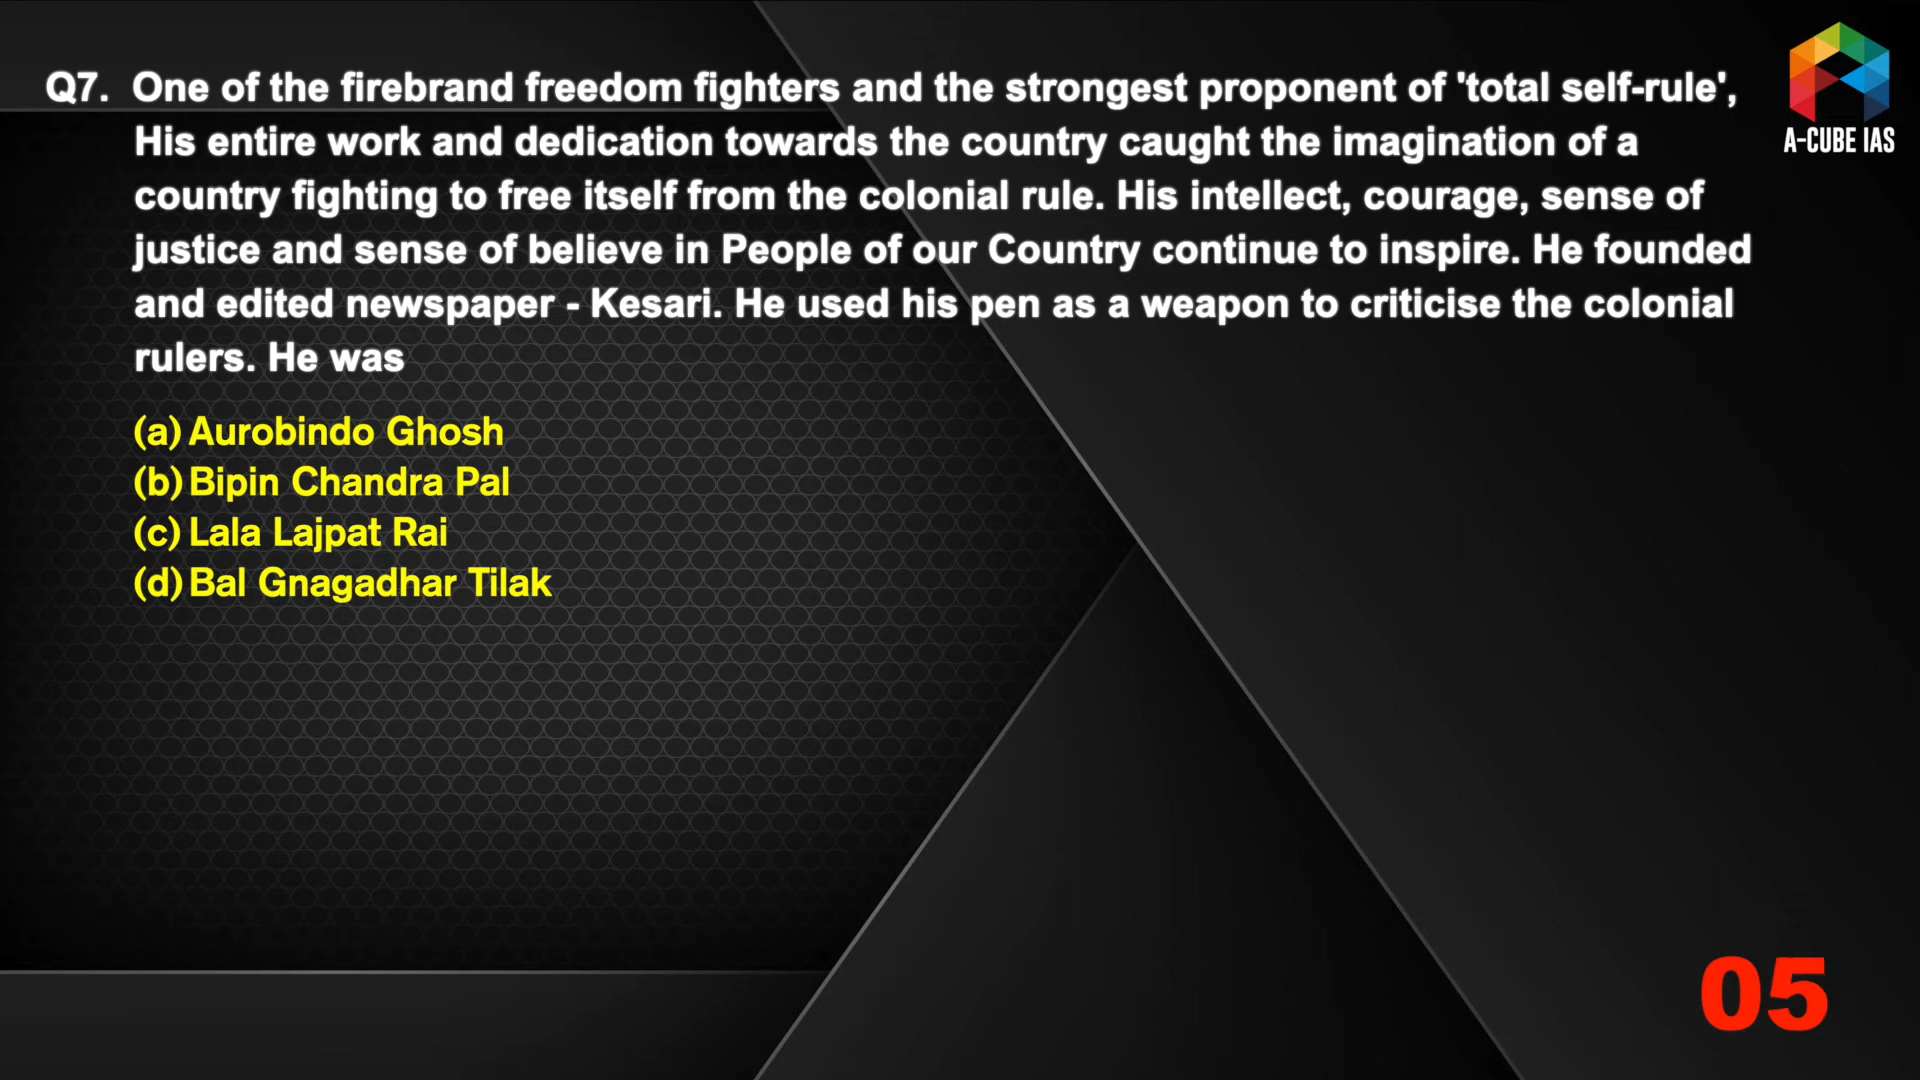 Q7. One of the firebrand freedom fighters and the strongest proponent of 'total self-rule',
His entire work and dedication towards the country caught the imagination of a
country fighting to free itself from the colonial rule. His intellect, courage, sense of
justice and sense of believe in People of our Country continue to inspire. He founded
and edited newspaper - Kesari. He used his pen as a weapon to criticise the colonial
rulers. He was
(a) Aurobindo Ghosh
(b) Bipin Chandra Pal
(c) Lala Lajpat Rai
(d) Bal Gnagadhar Tilak
A-CUBE IAS
05